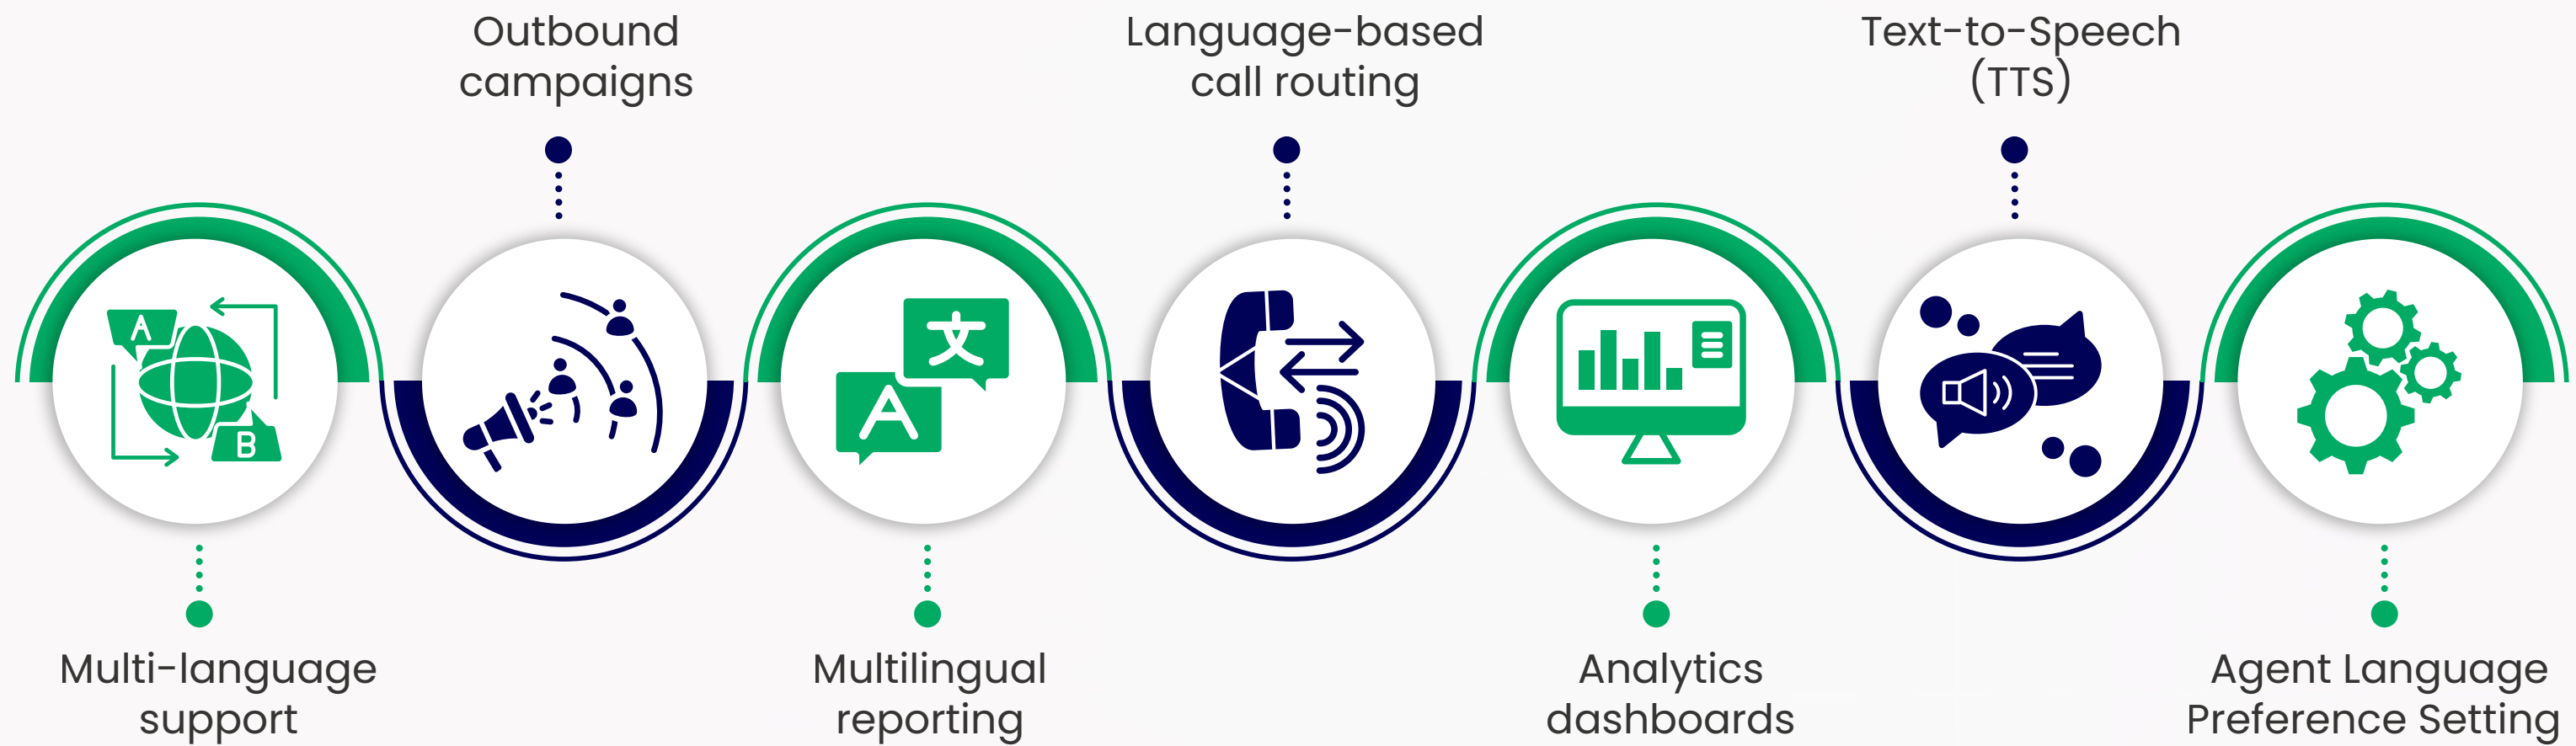 Outbound
campaigns
Language-based
call routing
Text-to-Speech
(TTS)
A
B
文
A
Multi-language
support
Multilingual
reporting
Analytics
dashboards
Agent Language
Preference Setting